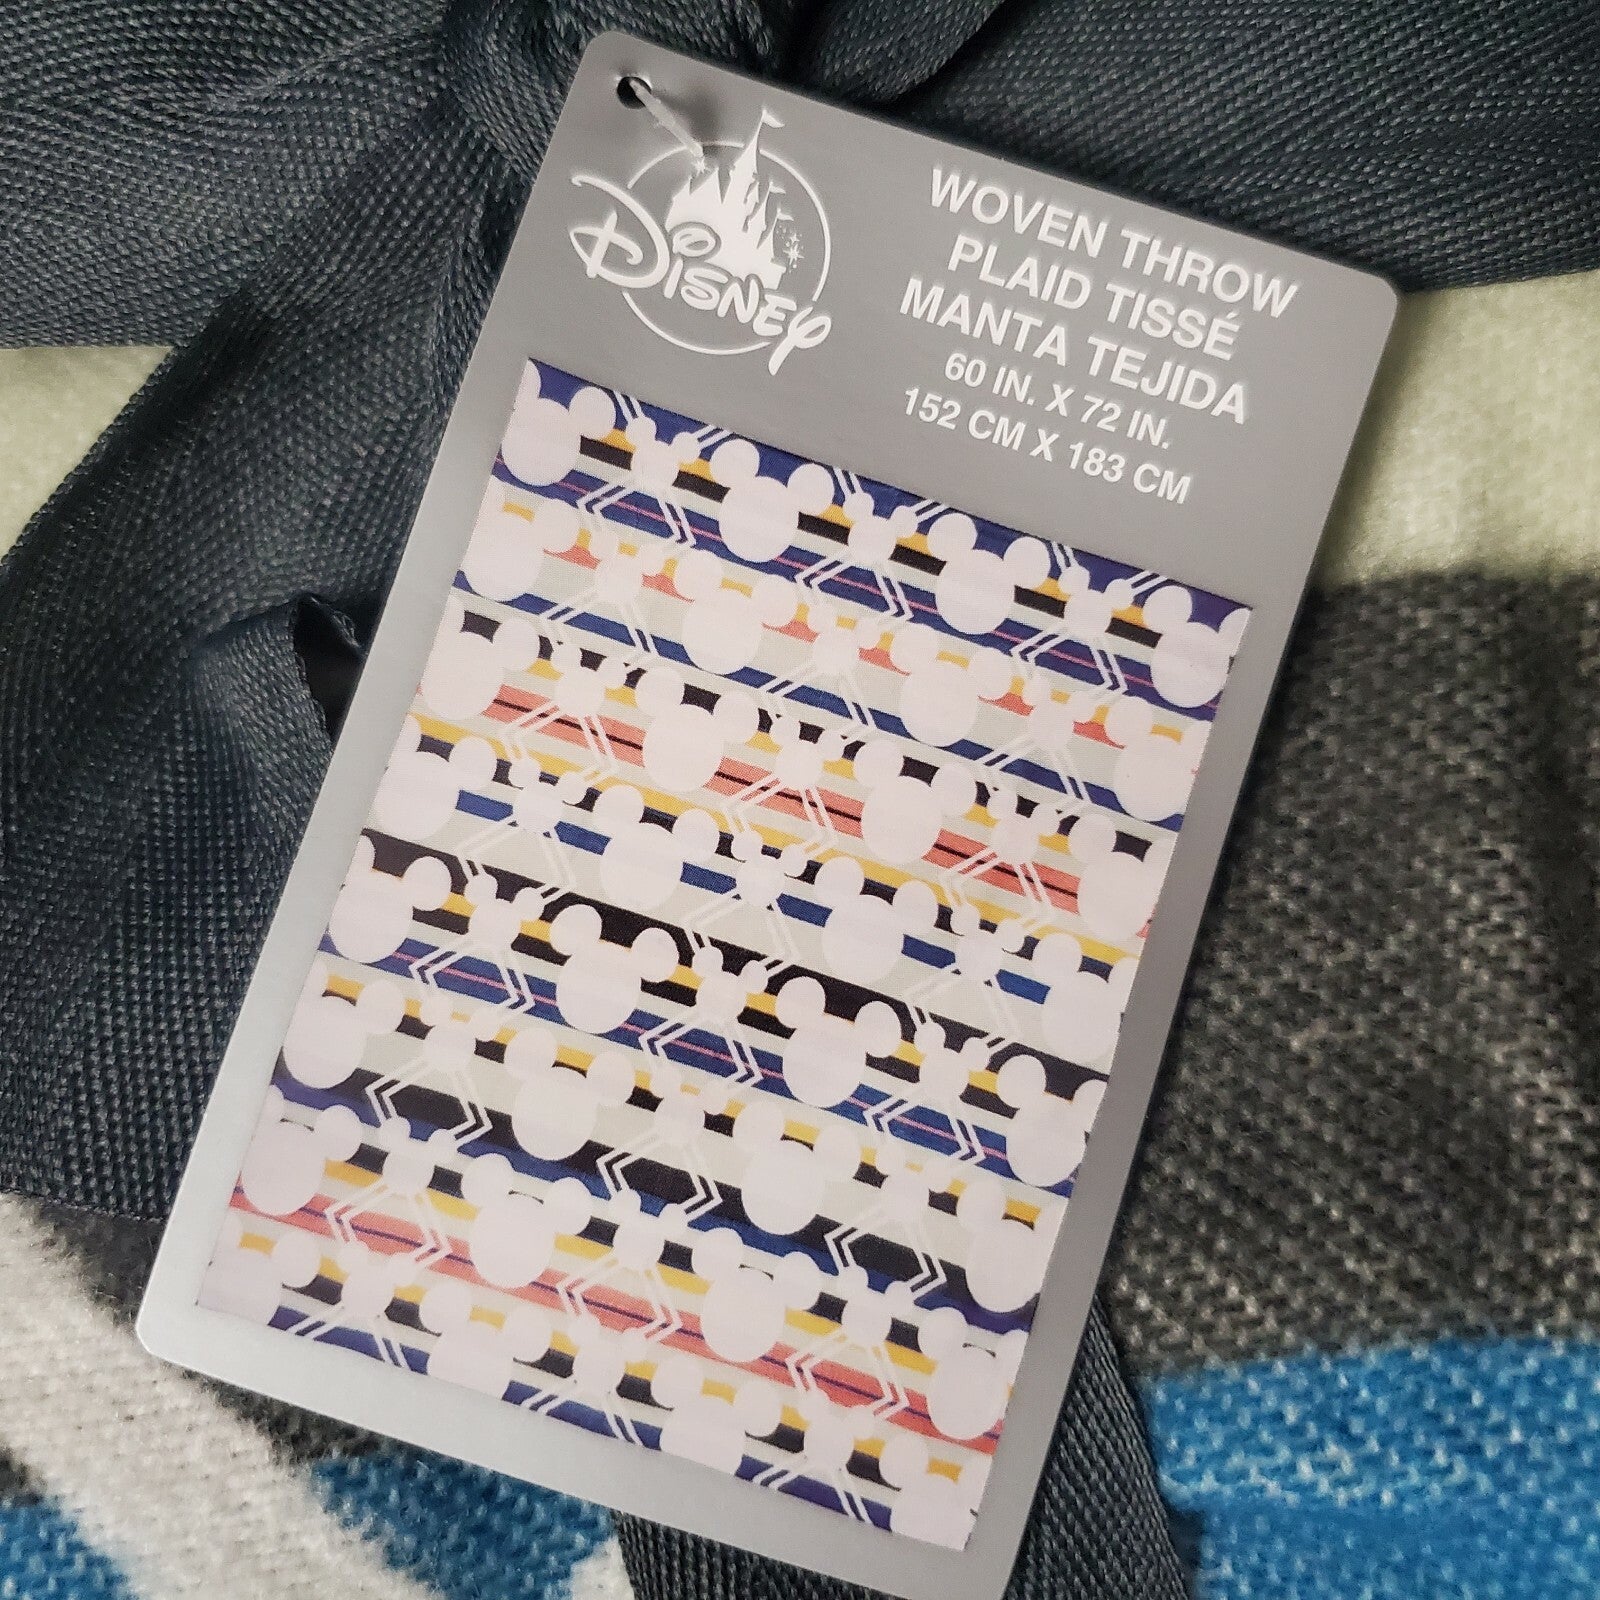 Disney
WOVEN THROW
PLAID TISSÉ
MANTA TEJIDA
60 IN. X 72 IN.
152 CM X 183 CM